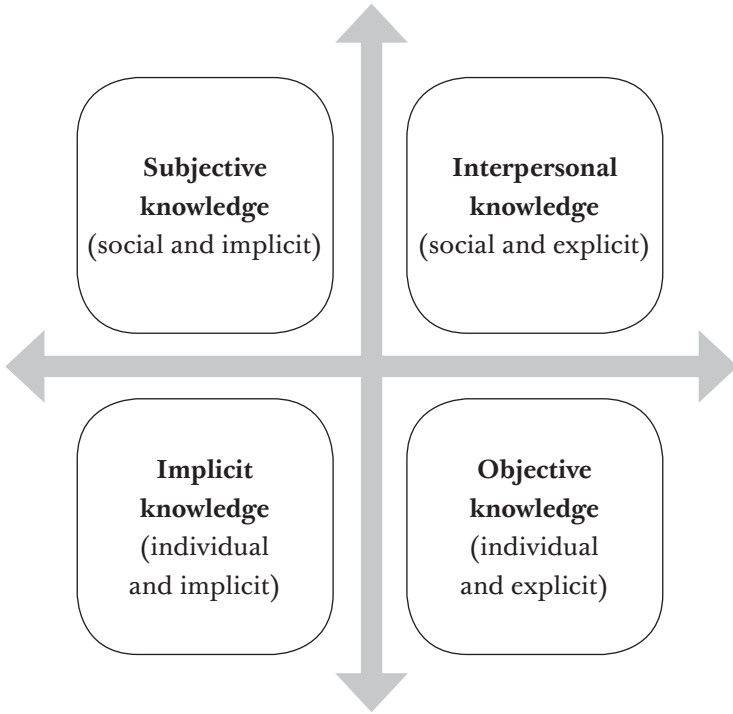 Subjective
knowledge
(social and implicit)
Interpersonal
knowledge
(social and explicit)
Implicit
knowledge
(individual
and implicit)
Objective
knowledge
(individual
and explicit)